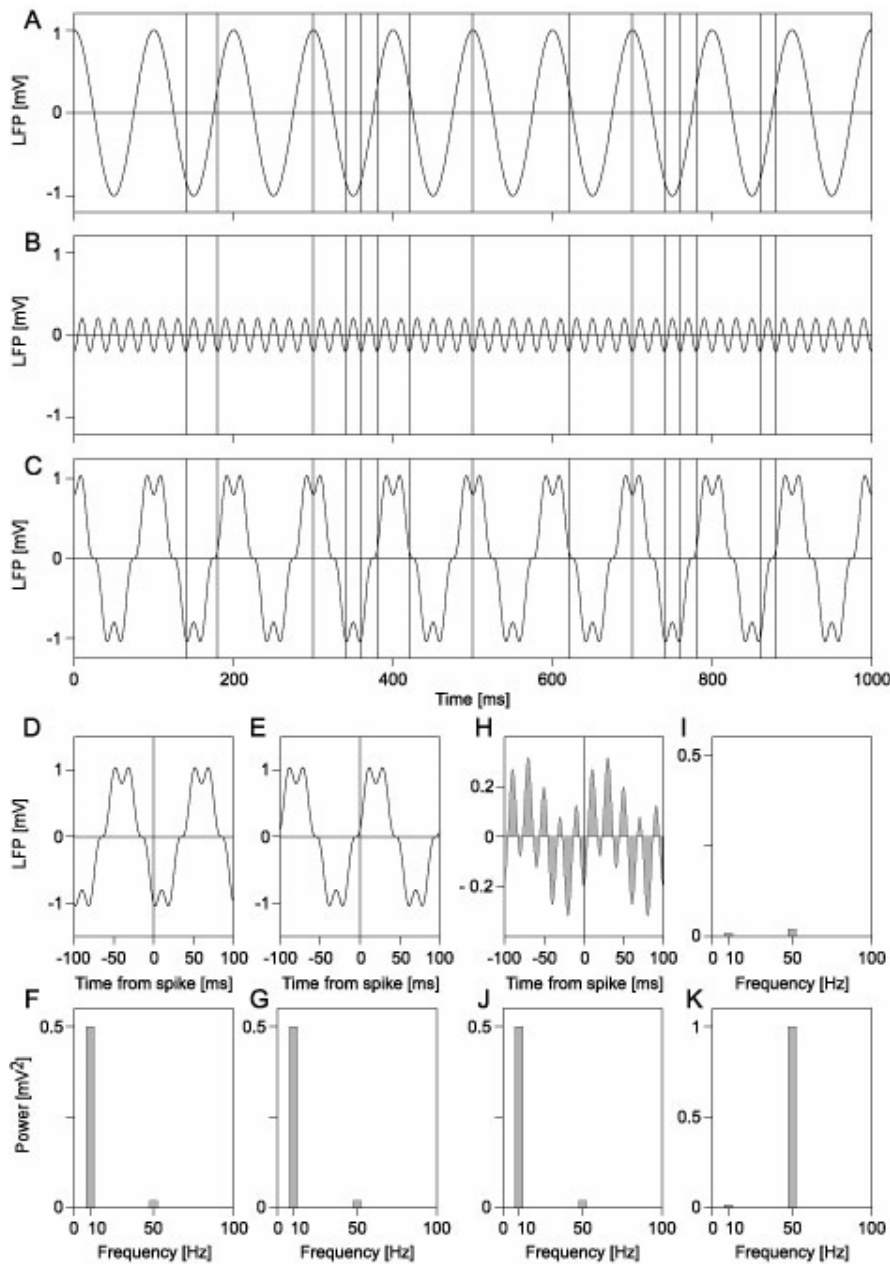 A
LFP [mV]
1
0
-1
B
LFP [mV]
1
0
-1
C
LFP [mV]
1
0
-1
0 200 400 600 800 1000
Time [ms]
D E H I
LFP [mV]
1
0
-1
-100 -50 0 50 100
Time from spike [ms]
1
0
-1
-100 -50 0 50 100
Time from spike [ms]
0.2
0
- 0.2
-100 -50 0 50 100
Time from spike [ms]
0.5
0
0 10 50 100
Frequency [Hz]
F G J K
Power [mV2]
0.5
0
0 10 50 100
Frequency [Hz]
0.5
0
0 10 50 100
Frequency [Hz]
0.5
0
0 10 50 100
Frequency [Hz]
1
0.5
0
0 10 50 100
Frequency [Hz]